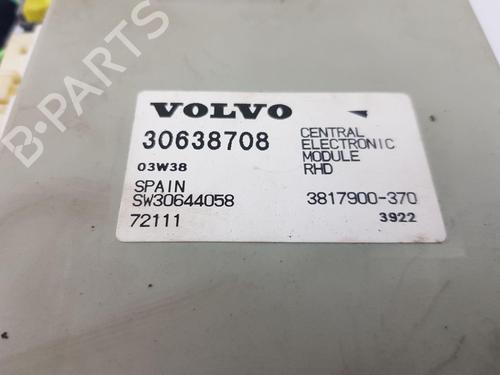 B-PARTS
VOLVO
30638708
03W38
SPAIN
SW30644058
72111
CENTRAL
ELECTRONIC
MODULE
RHD
3817900-370
3922